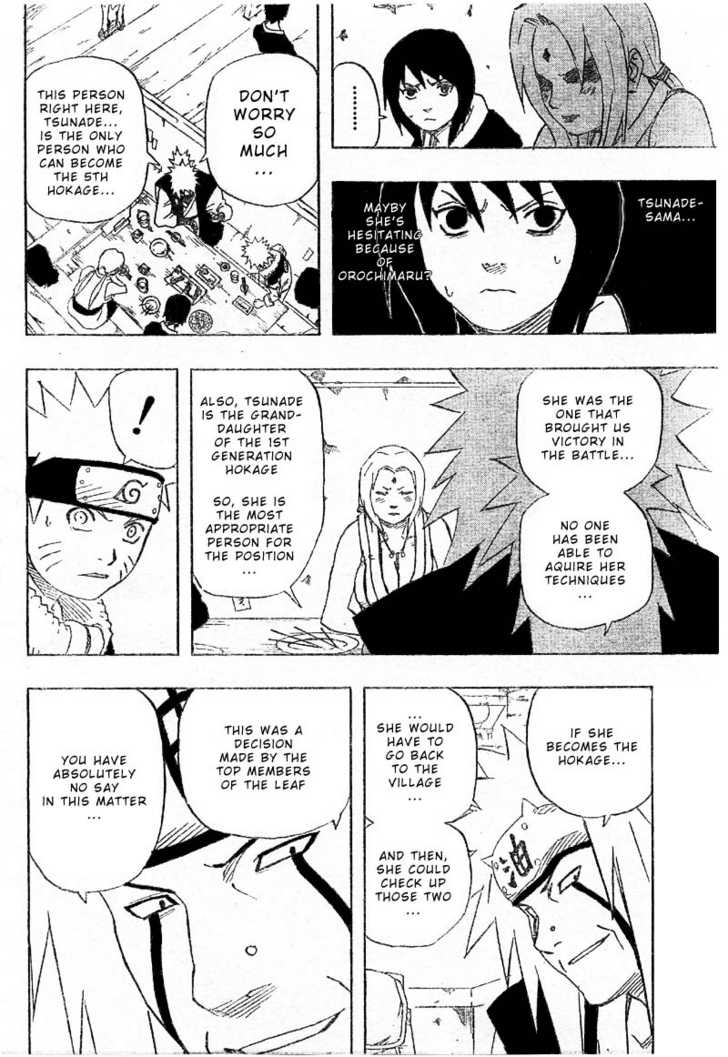 .........
TSUNADE-
SAMA...
MAYBY
SHE'S
HESITATING
BECAUSE
OF
OROCHIMARU?
DON'T
WORRY
SO
MUCH
...
THIS PERSON
RIGHT HERE,
TSUNADE...
IS THE ONLY
PERSON WHO
CAN BECOME
THE 5TH
HOKAGE...
SHE WAS THE
ONE THAT
BROUGHT US
VICTORY IN
THE BATTLE...
NO ONE
HAS BEEN
ABLE TO
AQUIRE HER
TECHNIQUES
...
ALSO, TSUNADE
IS THE GRAND-
DAUGHTER
OF THE 1ST
GENERATION
HOKAGE
SO, SHE IS
THE MOST
APPROPRIATE
PERSON FOR
THE POSITION
...
!
IF SHE
BECOMES THE
HOKAGE...
...
SHE WOULD
HAVE TO
GO BACK
TO THE
VILLAGE
...
AND THEN,
SHE COULD
CHECK UP
THOSE TWO
...
油
THIS WAS A
DECISION
MADE BY THE
TOP MEMBERS
OF THE LEAF
YOU HAVE
ABSOLUTELY
NO SAY
IN THIS MATTER
...